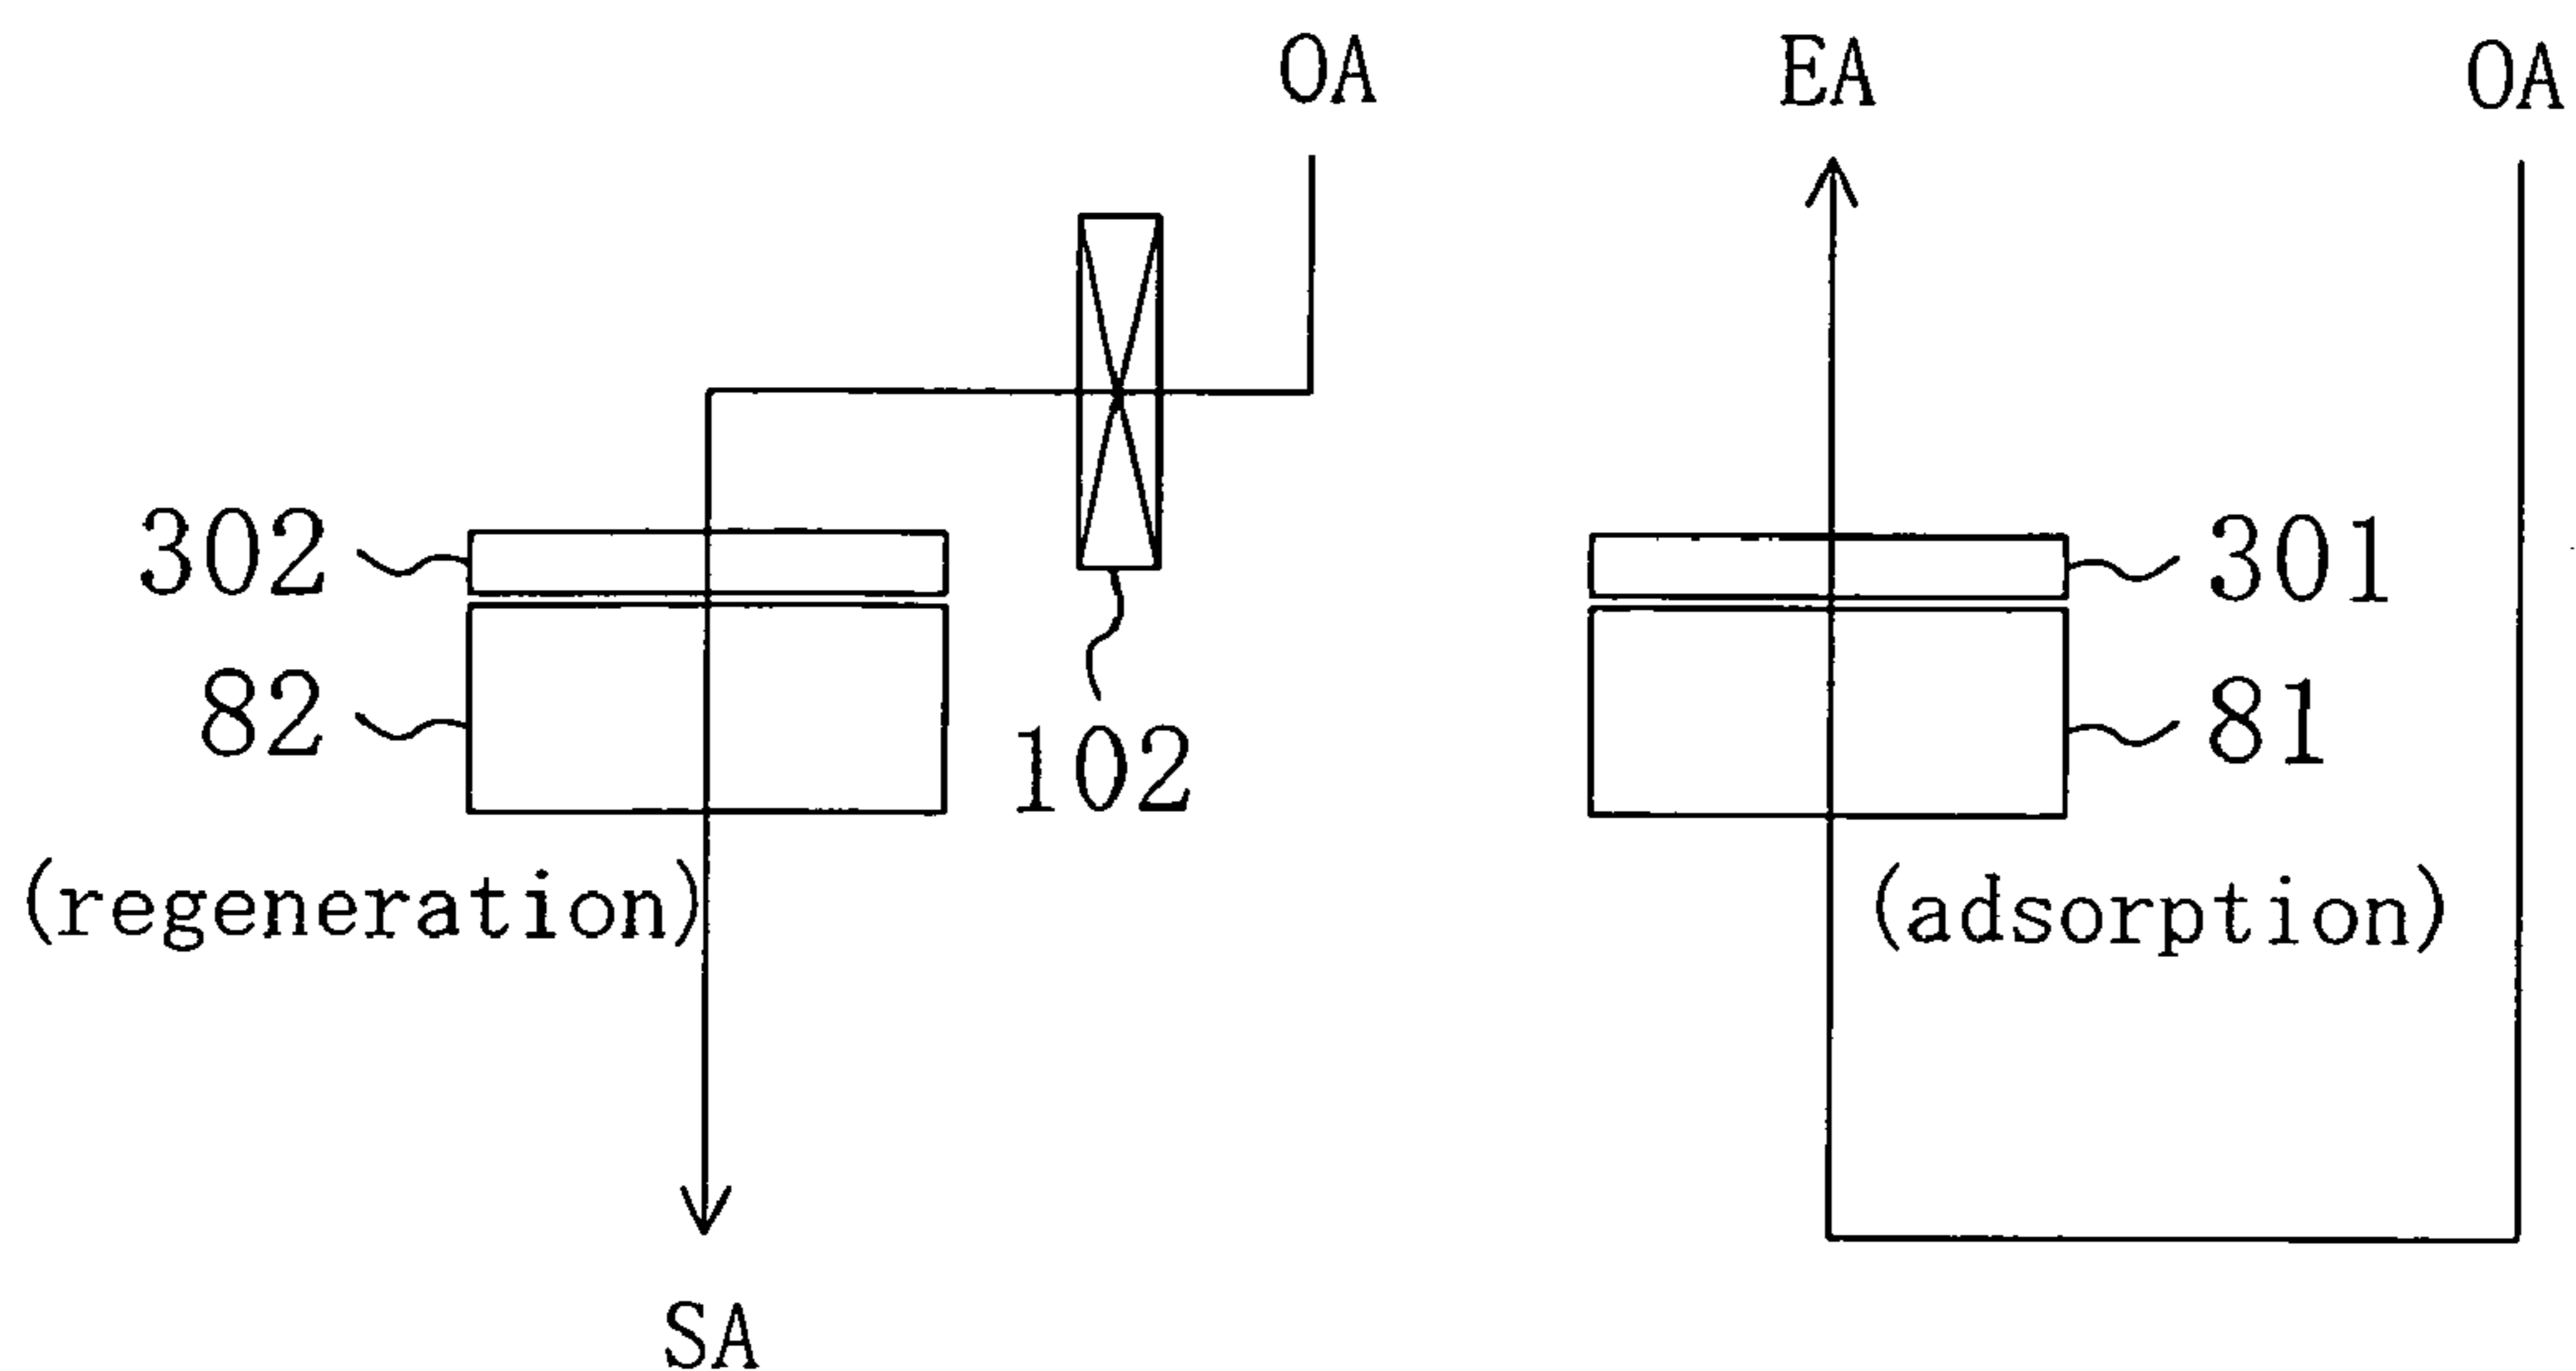 OA
EA
OA
302
301
82
81
102
(regeneration)
(adsorption)
SA